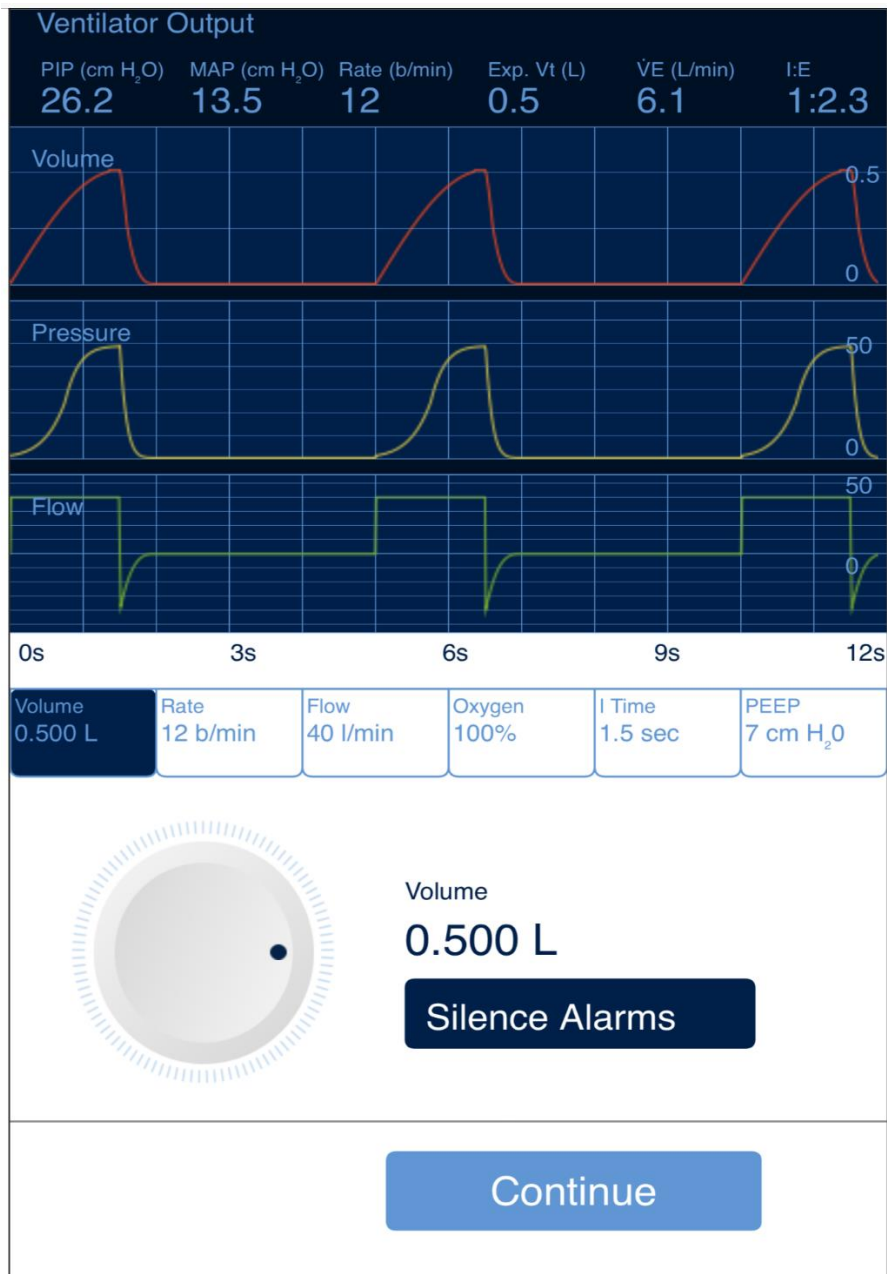 Ventilator Output
PIP (cm H₂O) MAP (cm H₂O) Rate (b/min) Exp. Vt (L) V̇E (L/min) I:E
26.2 13.5 12 0.5 6.1 1:2.3
Volume
0.5
0
Pressure
50
0
50
Flow
0
0s 3s 6s 9s 12s
Volume Rate Flow Oxygen I Time PEEP
0.500 L 12 b/min 40 l/min 100% 1.5 sec 7 cm H₂0
Volume
0.500 L
Silence Alarms
Continue